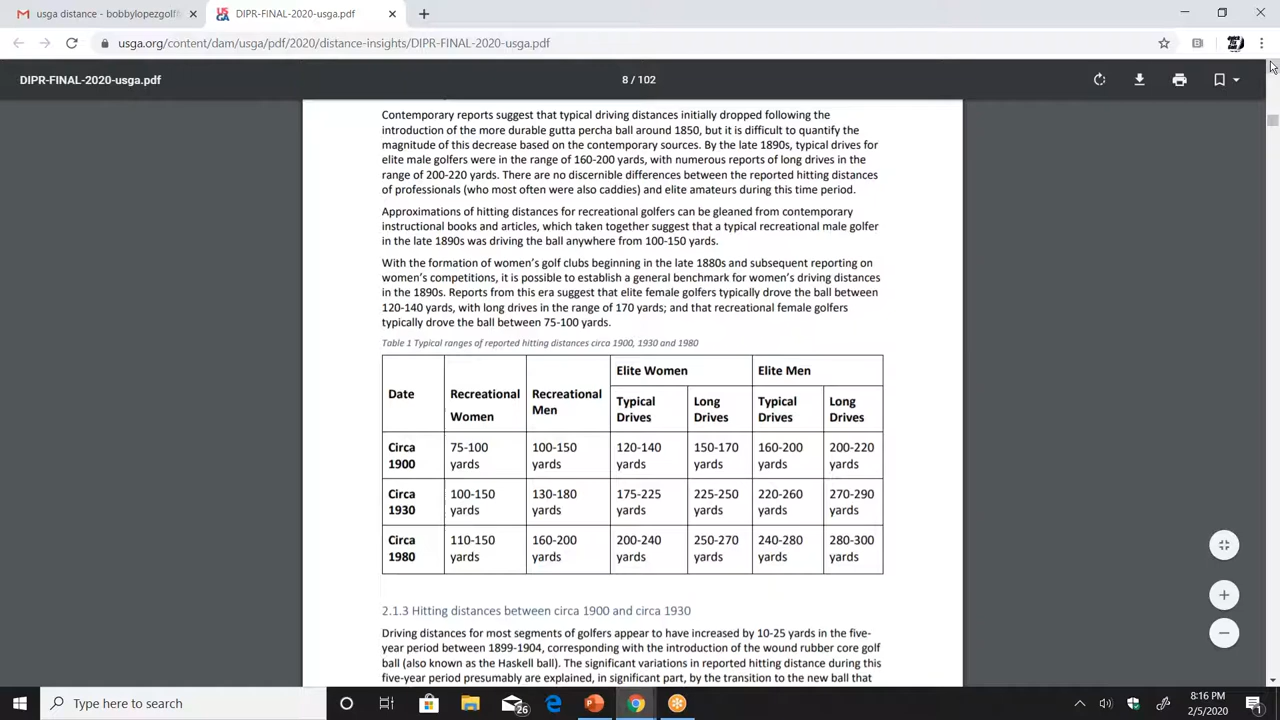 usga distance - bobbylopezgolf@
DIPR-FINAL-2020-usga.pdf
usga.org/content/dam/usga/pdf/2020/distance-insights/DIPR-FINAL-2020-usga.pdf
DIPR-FINAL-2020-usga.pdf
8 / 102
Contemporary reports suggest that typical driving distances initially dropped following the
introduction of the more durable gutta percha ball around 1850, but it is difficult to quantify the
magnitude of this decrease based on the contemporary sources. By the late 1890s, typical drives for
elite male golfers were in the range of 160-200 yards, with numerous reports of long drives in the
range of 200-220 yards. There are no discernible differences between the reported hitting distances
of professionals (who most often were also caddies) and elite amateurs during this time period.
Approximations of hitting distances for recreational golfers can be gleaned from contemporary
instructional books and articles, which taken together suggest that a typical recreational male golfer
in the late 1890s was driving the ball anywhere from 100-150 yards.
With the formation of women's golf clubs beginning in the late 1880s and subsequent reporting on
women's competitions, it is possible to establish a general benchmark for women's driving distances
in the 1890s. Reports from this era suggest that elite female golfers typically drove the ball between
120-140 yards, with long drives in the range of 170 yards; and that recreational female golfers
typically drove the ball between 75-100 yards.
Table 1 Typical ranges of reported hitting distances circa 1900, 1930 and 1980
Elite Women Elite Men
Date Recreational Women Recreational Men Typical Drives Long Drives Typical Drives Long Drives
Circa 1900 75-100 yards 100-150 yards 120-140 yards 150-170 yards 160-200 yards 200-220 yards
Circa 1930 100-150 yards 130-180 yards 175-225 yards 225-250 yards 220-260 yards 270-290 yards
Circa 1980 110-150 yards 160-200 yards 200-240 yards 250-270 yards 240-280 yards 280-300 yards
2.1.3 Hitting distances between circa 1900 and circa 1930
Driving distances for most segments of golfers appear to have increased by 10-25 yards in the five-
year period between 1899-1904, corresponding with the introduction of the wound rubber core golf
ball (also known as the Haskell ball). The significant variations in reported hitting distance during this
five-year period presumably are explained, in significant part, by the transition to the new ball that
Type here to search
26
8:16 PM
2/5/2020
1